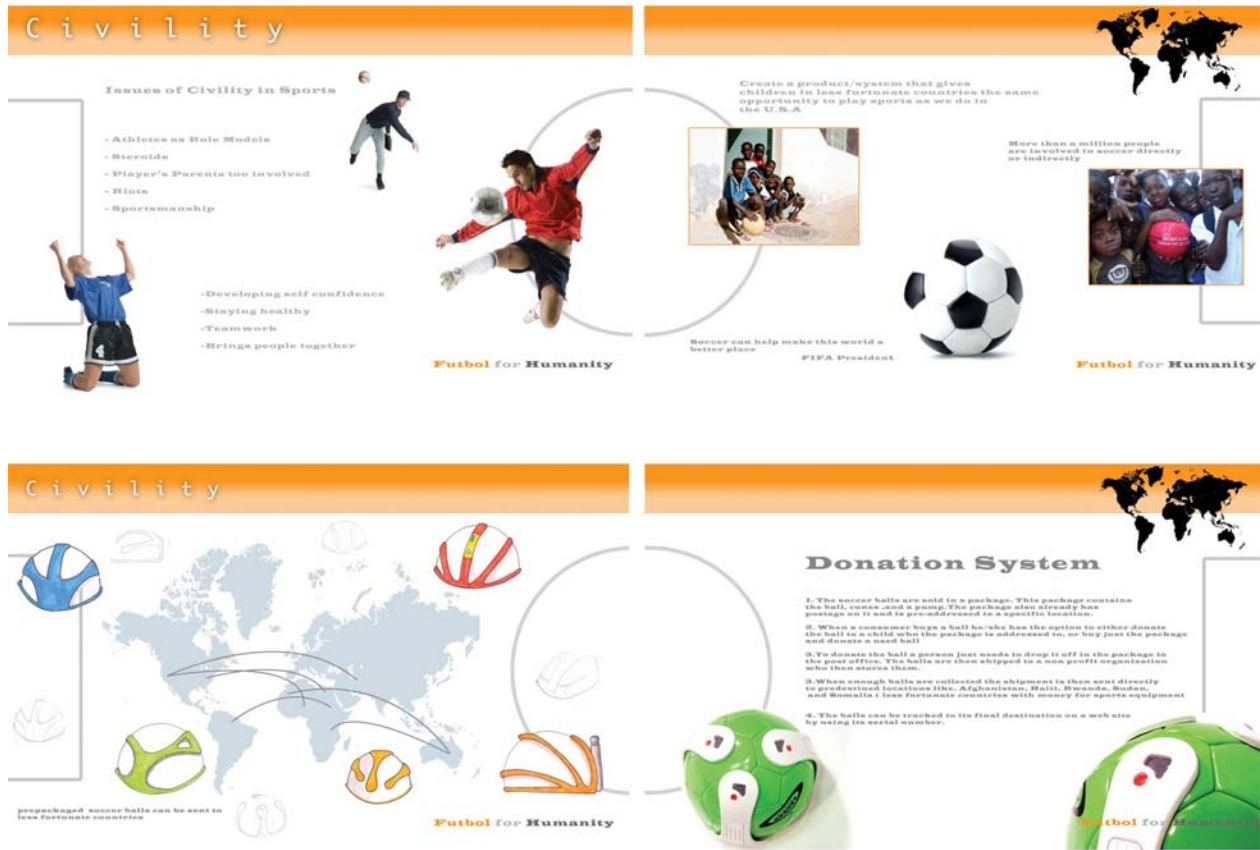 Civility
Issues of Civility in Sports
- Athletes as Role Models
- Steroids
- Player's Parents too involved
- Riots
- Sportsmanship
4
-Developing self confidence
-Staying healthy
-Teamwork
-Brings people together
Futbol for Humanity
Create a product/system that gives
children in less furtunate countries the same
opportunity to play sports as we do in
the U.S.A
More than a million people
are involved in soccer directly
or indirectly
Soccer can help make this world a
better place
FIFA President
Futbol for Humanity
Civility
prepackaged soccer balls can be sent to
less fortunate countries
Futbol for Humanity
Donation System
1. The soccer balls are sold in a package. This package contains
the ball, cones ,and a pump.The package also already has
postage on it and is pre-addressed to a specific location.
2. When a consumer buys a ball he/she has the option to either donate
the ball to a child who the package is addressed to, or buy just the package
and donate a used ball
3.To donate the ball a person just needs to drop it off in the package to
the post office. The balls are then shipped to a non profit organization
who then stores them.
3.When enough balls are collected the shipment is then sent directly
to predestined locations like, Afghanistan, Haiti, Rwanda, Sudan,
and Somalia i less fortunate countries with money for sports equipment
4. The balls can be tracked to its final destination on a web site
by using its serial number.
Futbol for Humanity